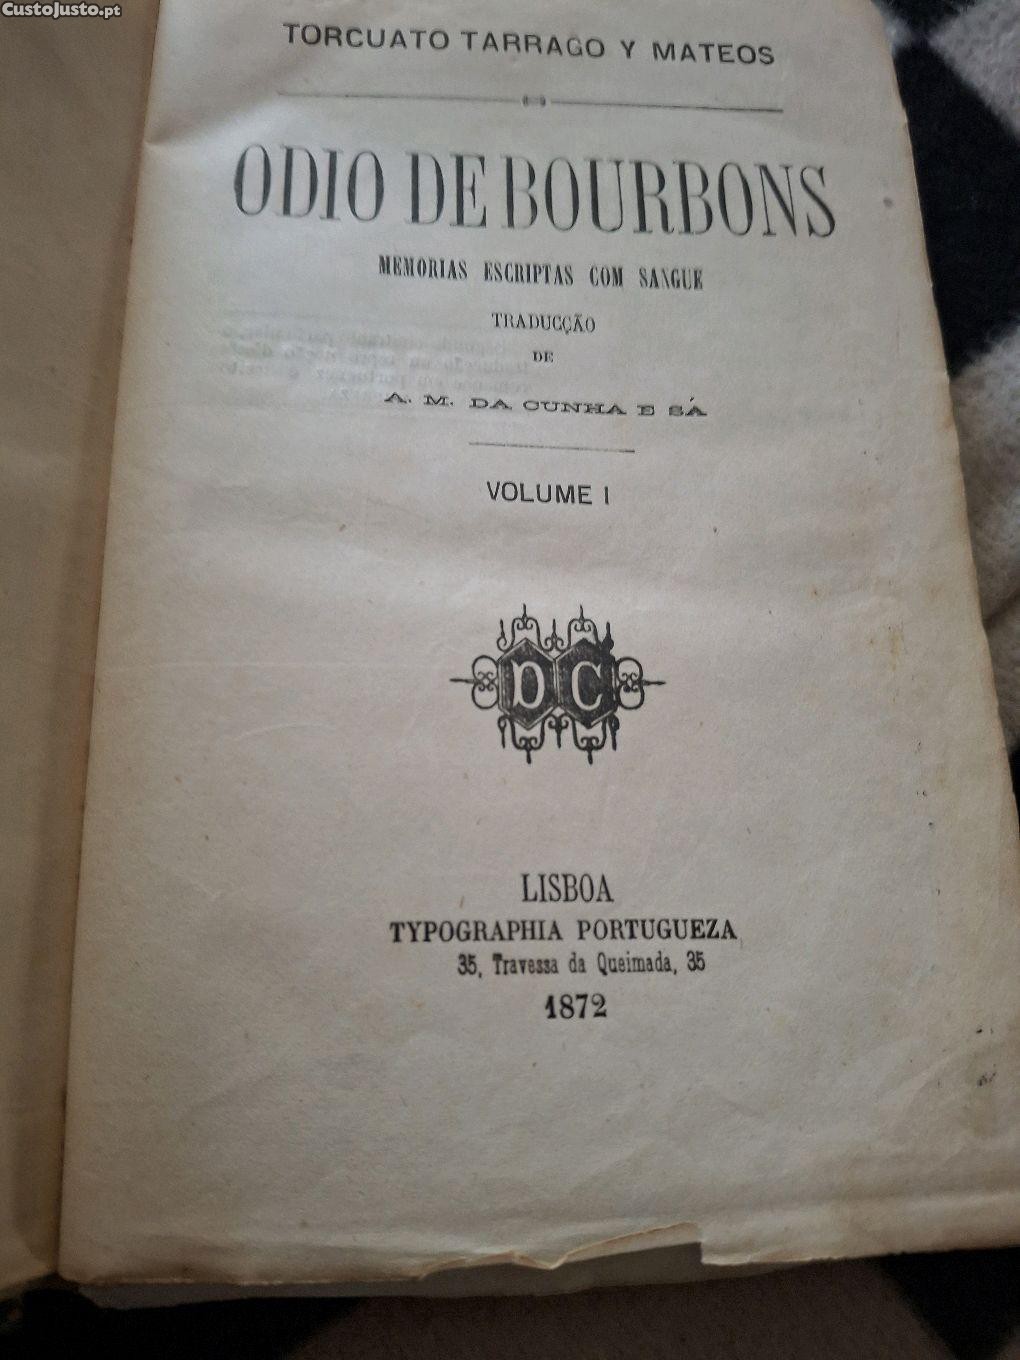 CustoJusto.pt
TORCUATO TARRAGO Y MATEOS
ODIO DE BOURBONS
MEMORIAS ESCRIPTAS COM SANGUE
TRADUCÇÃO
DE
A. M. DA CUNHA E SÁ
VOLUME I
DC
LISBOA
TYPOGRAPHIA PORTUGUEZA
35, Travessa da Queimada, 35
1872